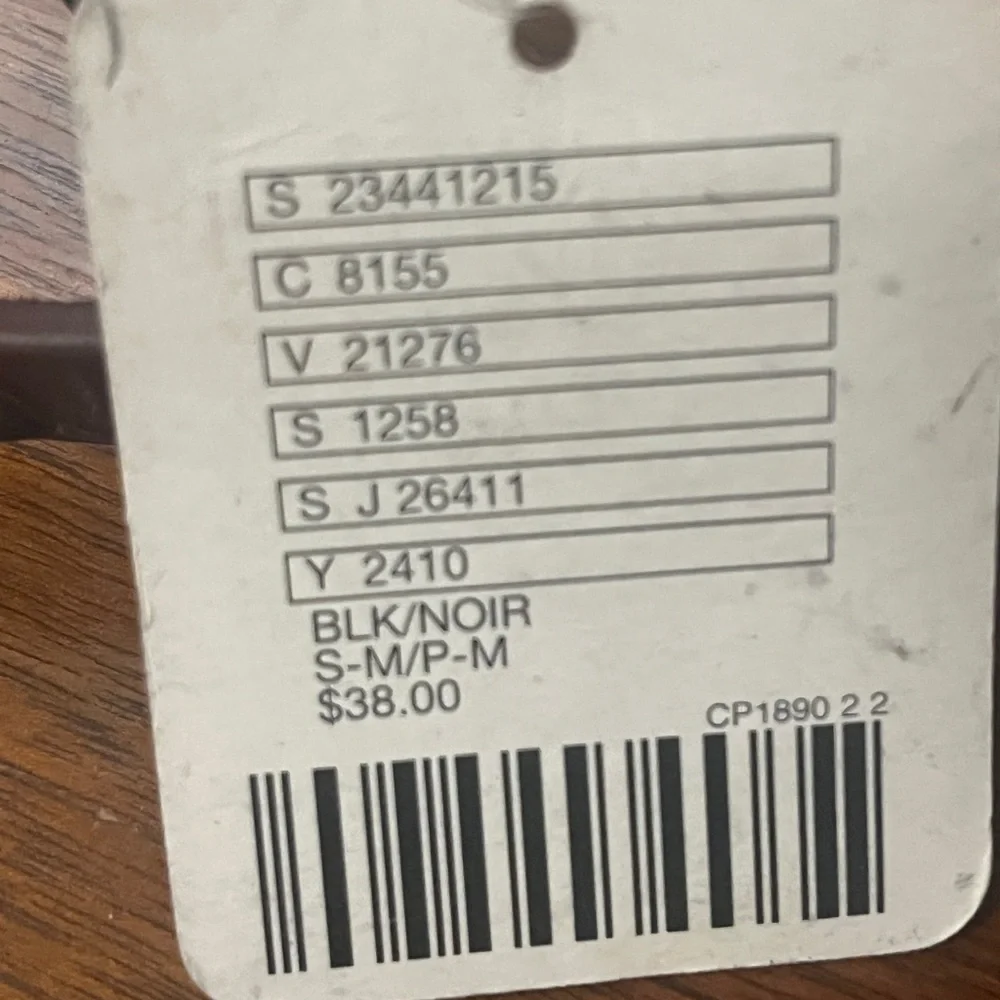 S 23441215
C 8155
V 21276
S 1258
S J 26411
Y 2410
BLK/NOIR
S-M/P-M
$38.00
CP1890 2 2